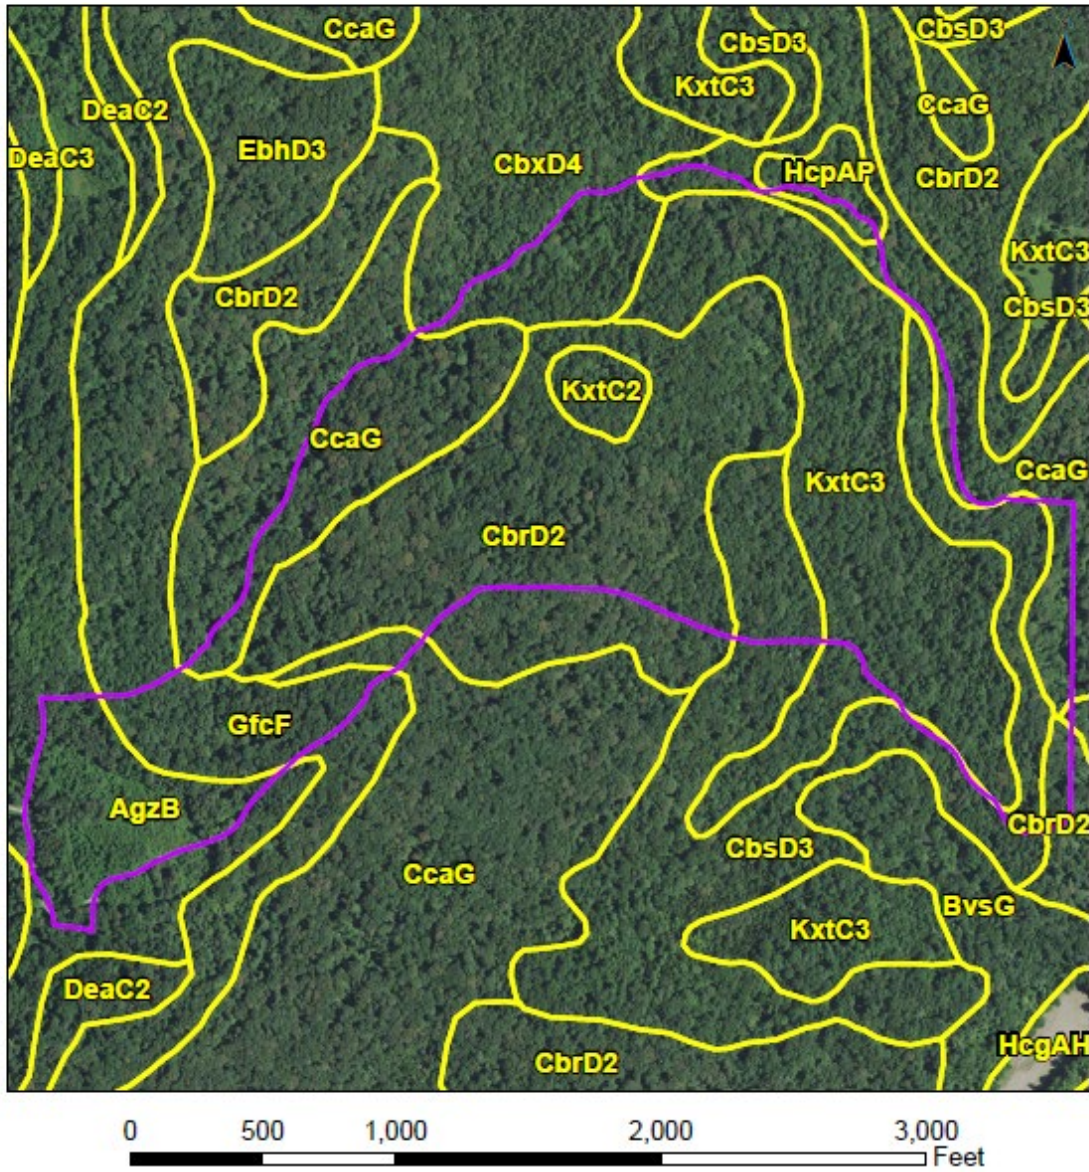 CcaG
CbsD3
CbsD3
KxtC3
DeaC2
CcaG
DeaC3
EbhD3
CbxD4
HcpAP
CbrD2
KxtC3
CbrD2
CbsD3
KxtC2
CcaG
CcaG
KxtC3
CbrD2
GfcF
AgzB
CbrD2
CbsD3
CcaG
BvsG
KxtC3
DeaC2
HcgAH
CbrD2
0 500 1,000 2,000 3,000
Feet